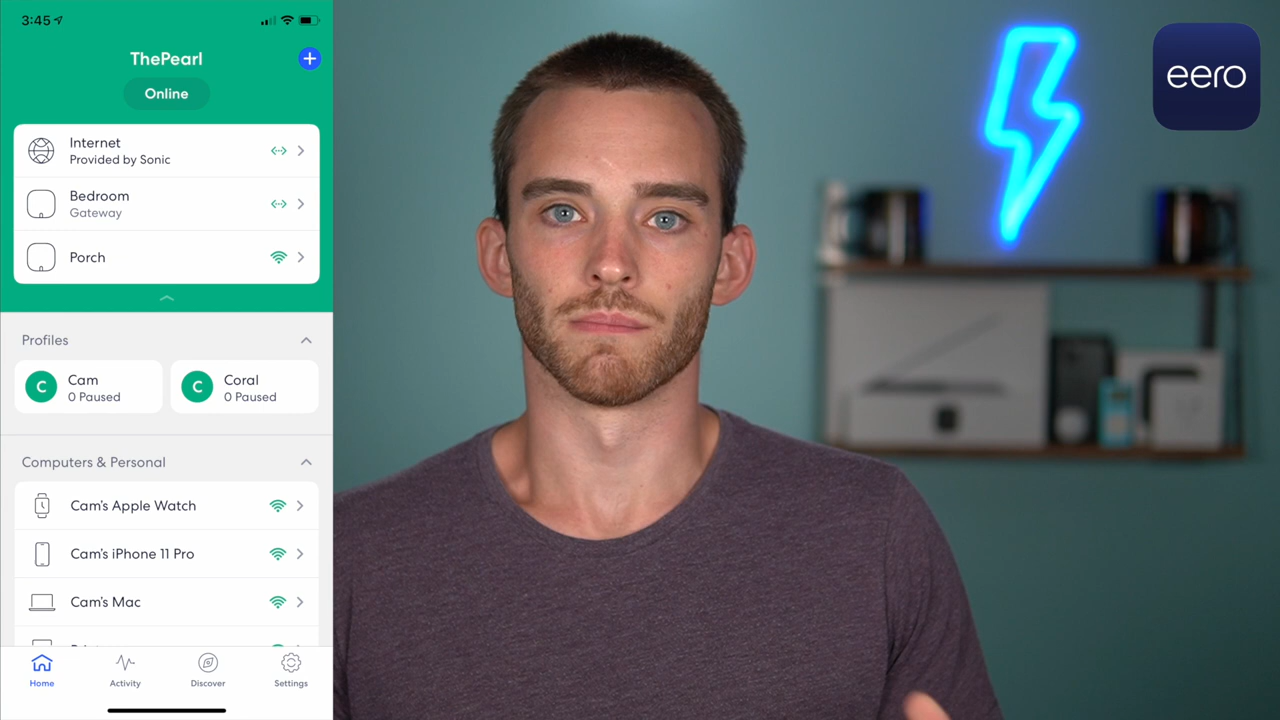 3:45
ThePearl
Online
Internet
Provided by Sonic
Bedroom
Gateway
Porch
Profiles
C
Cam
0 Paused
C
Coral
0 Paused
Computers & Personal
Cam's Apple Watch
Cam's iPhone 11 Pro
Cam's Mac
Home
Activity
Discover
Settings
eero